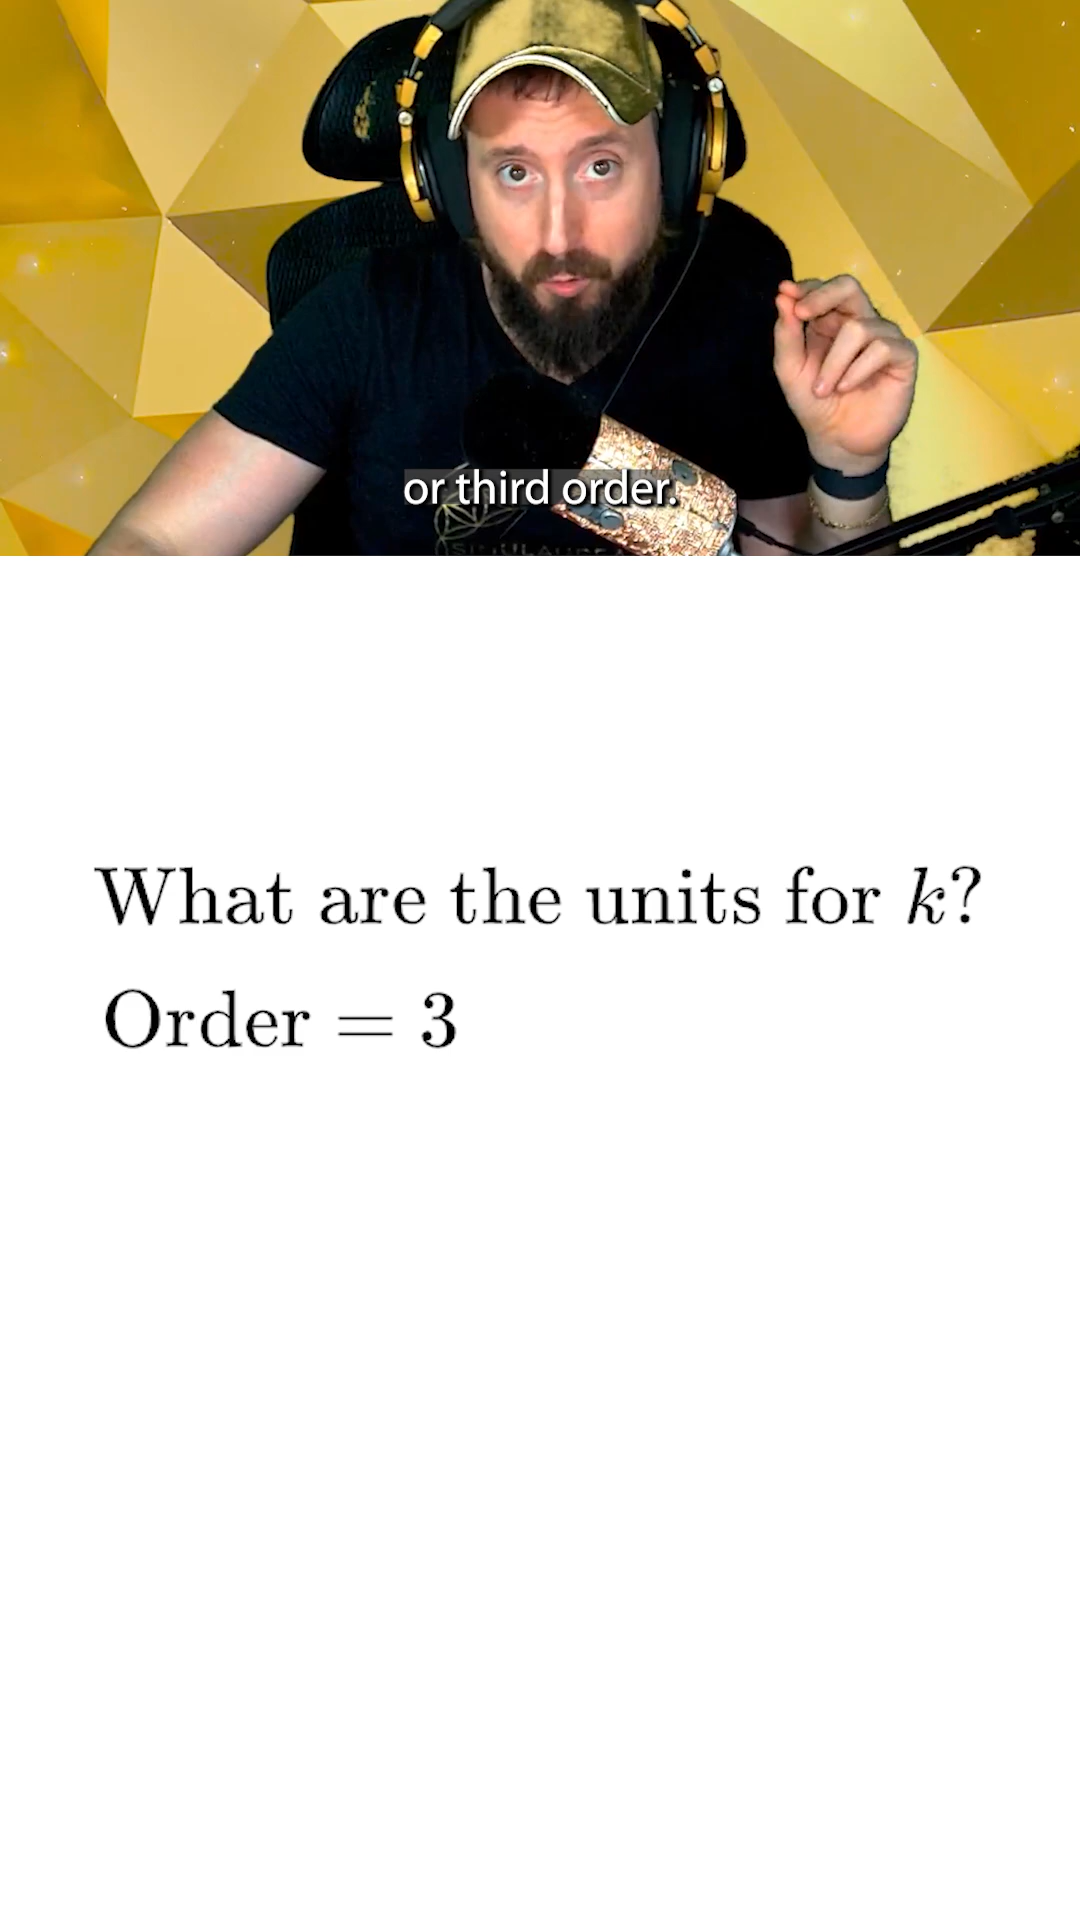 or third order.
What are the units for k?
Order = 3